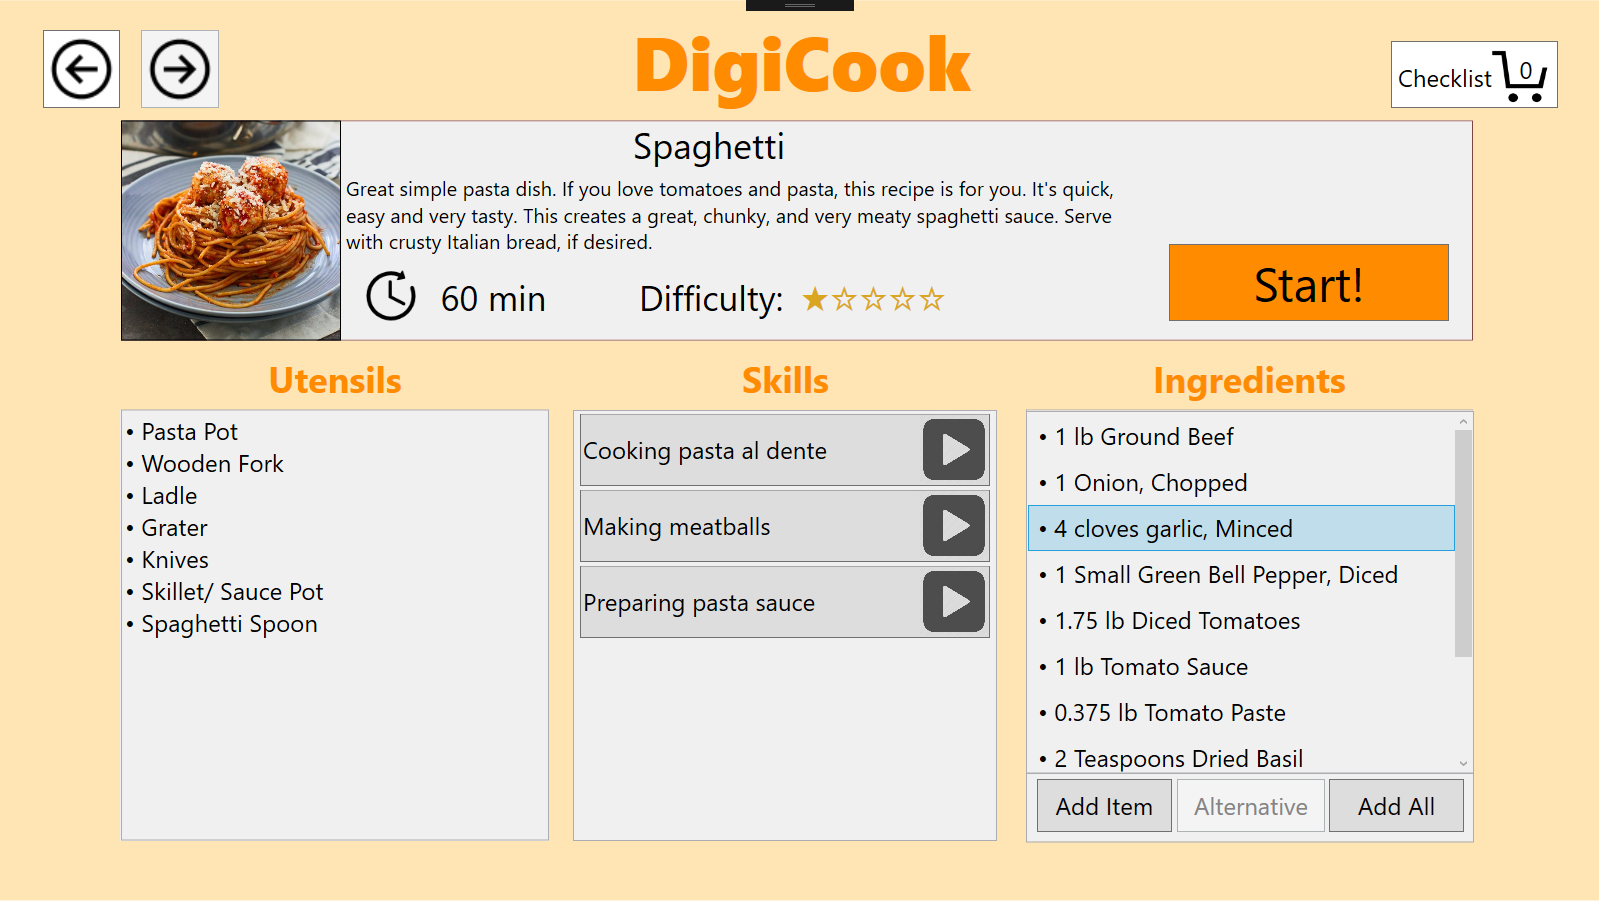 DigiCook
Checklist 0
Spaghetti
Great simple pasta dish. If you love tomatoes and pasta, this recipe is for you. It's quick,
easy and very tasty. This creates a great, chunky, and very meaty spaghetti sauce. Serve
with crusty Italian bread, if desired.
60 min
Difficulty: ★☆☆☆☆
Start!
Utensils
• Pasta Pot
• Wooden Fork
• Ladle
• Grater
• Knives
• Skillet/ Sauce Pot
• Spaghetti Spoon
Skills
Cooking pasta al dente
Making meatballs
Preparing pasta sauce
Ingredients
• 1 lb Ground Beef
• 1 Onion, Chopped
• 4 cloves garlic, Minced
• 1 Small Green Bell Pepper, Diced
• 1.75 lb Diced Tomatoes
• 1 lb Tomato Sauce
• 0.375 lb Tomato Paste
• 2 Teaspoons Dried Basil
Add Item
Alternative
Add All